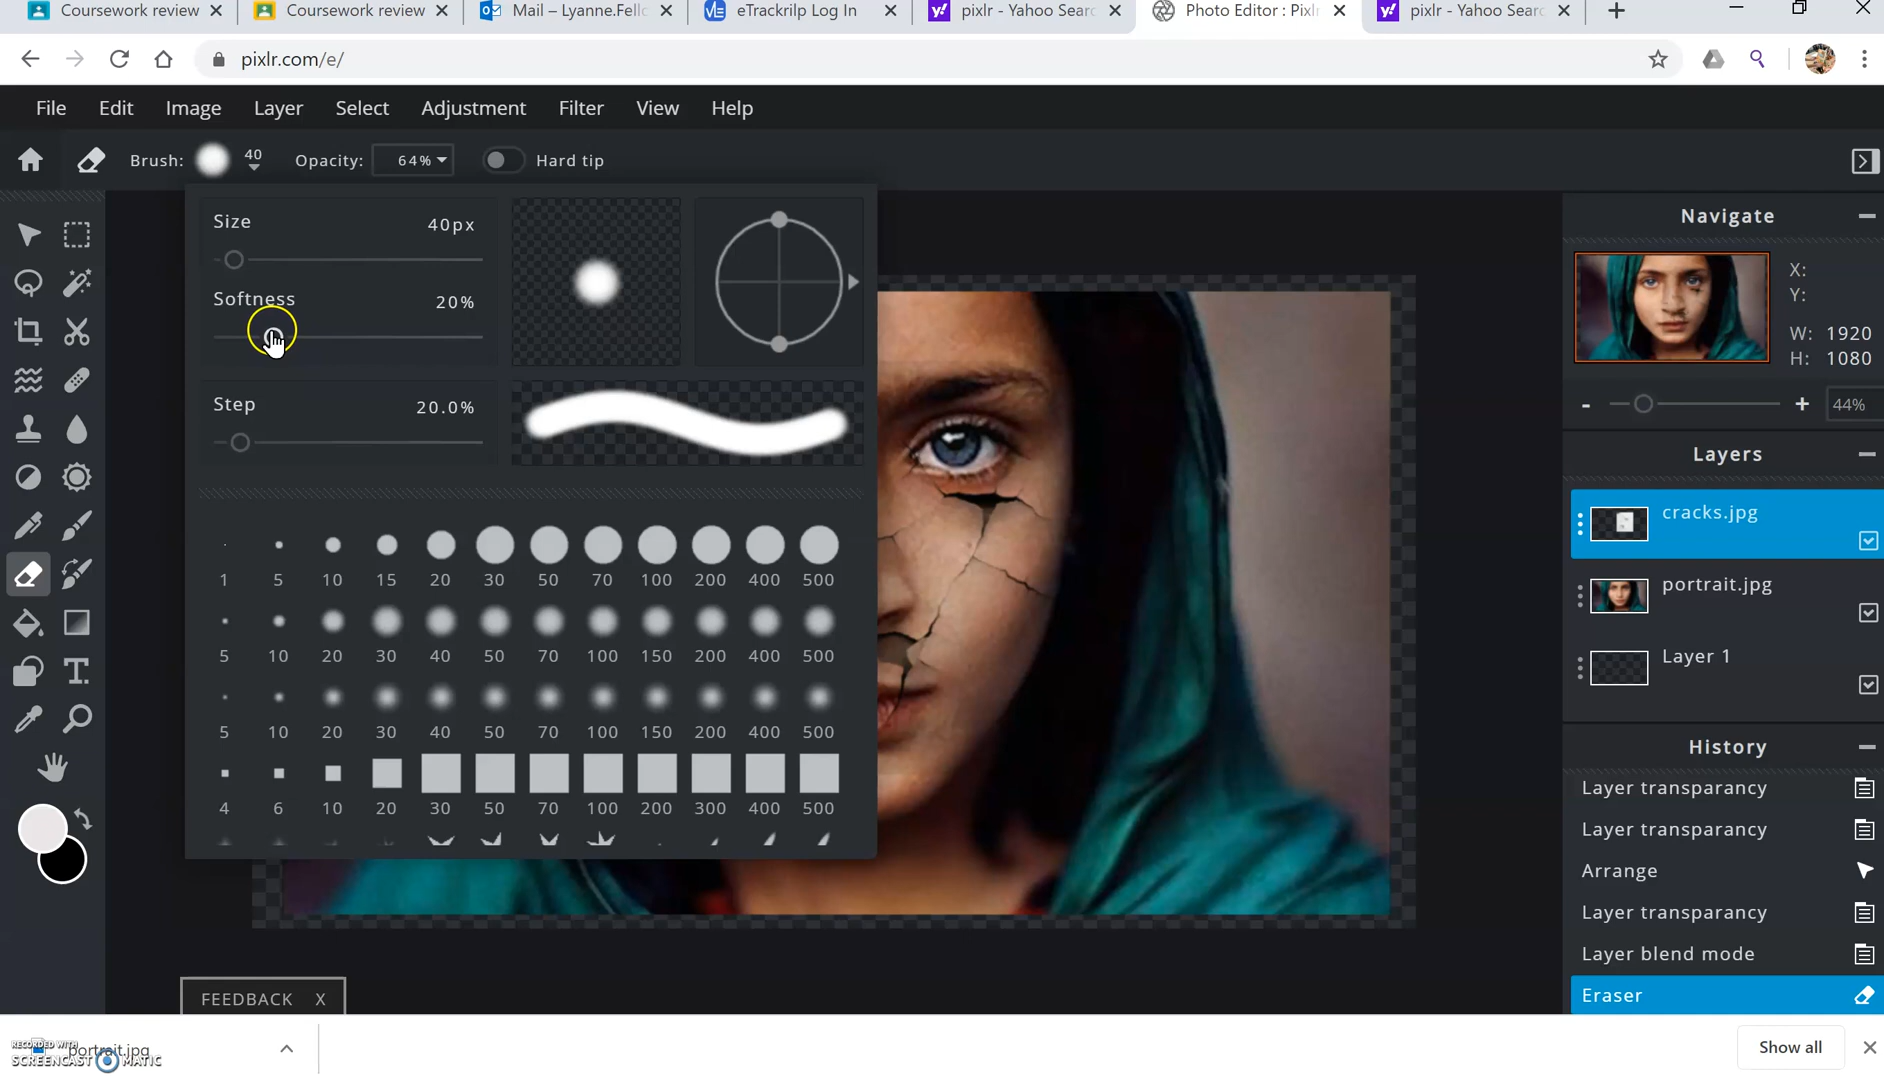 Coursework review
Coursework review
Mail – Lyanne.Fello
eTrackrilp Log In
pixlr - Yahoo Searc
Photo Editor : Pixlr
pixlr - Yahoo Searc
pixlr.com/e/
File Edit Image Layer Select Adjustment Filter View Help
Brush: 40 Opacity: 64% Hard tip
Size 40px
Softness 20%
Step 20.0%
1 5 10 15 20 30 50 70 100 200 400 500
5 10 20 30 40 50 70 100 150 200 400 500
5 10 20 30 40 50 70 100 150 200 400 500
4 6 10 20 30 50 70 100 200 300 400 500
FEEDBACK X
Navigate
X:
Y:
W: 1920
H: 1080
- + 44%
Layers
cracks.jpg
portrait.jpg
Layer 1
History
Layer transparancy
Layer transparancy
Arrange
Layer transparancy
Layer blend mode
Eraser
portrait.jpg
RECORDED WITH
SCREENCAST MATIC
Show all